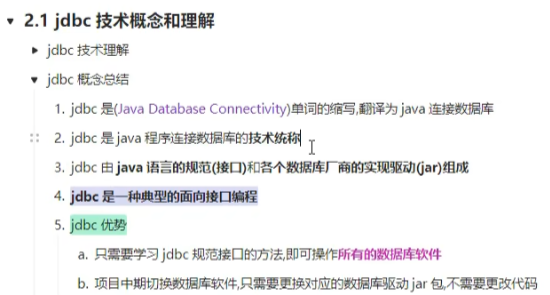 2.1 jdbc 技术概念和理解
jdbc 技术理解
jdbc 概念总结
1. jdbc 是(Java Database Connectivity)单词的缩写,翻译为 java 连接数据库
2. jdbc 是 java 程序连接数据库的技术统称
3. jdbc 由 java 语言的规范(接口)和各个数据库厂商的实现驱动(jar)组成
4. jdbc 是一种典型的面向接口编程
5. jdbc 优势
a. 只需要学习 jdbc 规范接口的方法,即可操作所有的数据库软件
b. 项目中期切换数据库软件,只需要更换对应的数据库驱动 jar 包,不需要更改代码